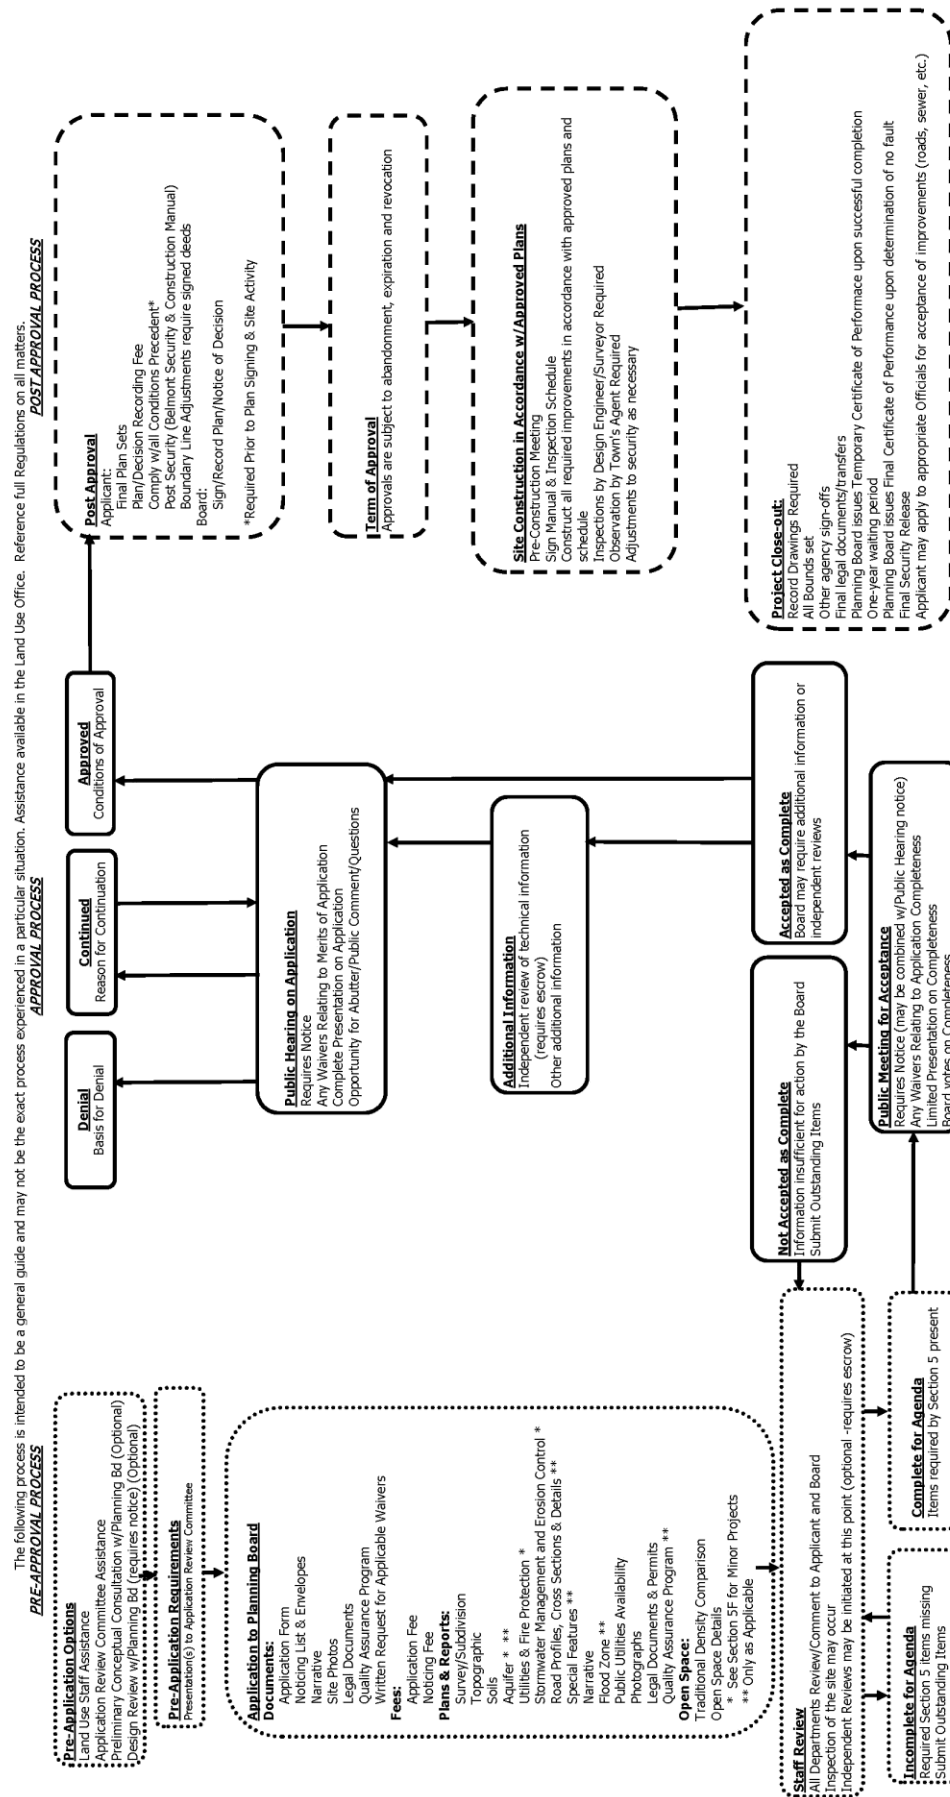 The following process is intended to be a general guide and may not be the exact process experienced in a particular situation. Assistance available in the Land Use Office. Reference full Regulations on all matters.
PRE-APPROVAL PROCESS
Pre-Application Options
Land Use Staff Assistance
Application Review Committee Assistance
Preliminary Conceptual Consultation w/Planning Bd (Optional)
Design Review w/Planning Bd (requires notice) (Optional)
Pre-Application Requirements
Presentation(s) to Application Review Committee
Application to Planning Board
Documents:
Application Form
Noticing List & Envelopes
Narrative
Site Photos
Legal Documents
Quality Assurance Program
Written Request for Applicable Waivers
Fees:
Application Fee
Noticing Fee
Plans & Reports:
Survey/Subdivision
Topographic
Soils
Aquifer * **
Utilities & Fire Protection *
Stormwater Management and Erosion Control *
Road Profiles, Cross Sections & Details **
Special Features **
Narrative
Flood Zone **
Public Utilities Availability
Photographs
Legal Documents & Permits
Quality Assurance Program **
Open Space:
Traditional Density Comparison
Open Space Details
* See Section 5F for Minor Projects
** Only as Applicable
Staff Review
All Departments Review/Comment to Applicant and Board
Inspection of the site may occur
Independent Reviews may be initiated at this point (optional -requires escrow)
Incomplete for Agenda
Required Section 5 items missing
Submit Outstanding Items
Complete for Agenda
Items required by Section 5 present
APPROVAL PROCESS
Denial
Basis for Denial
Continued
Reason for Continuation
Approved
Conditions of Approval
Public Hearing on Application
Requires Notice
Any Waivers Relating to Merits of Application
Complete Presentation on Application
Opportunity for Abutter/Public Comment/Questions
Additional Information
Independent review of technical information
(requires escrow)
Other additional information
Not Accepted as Complete
Information insufficient for action by the Board
Submit Outstanding Items
Accepted as Complete
Board may require additional information or
independent reviews
Public Meeting for Acceptance
Requires Notice (may be combined w/Public Hearing notice)
Any Waivers Relating to Application Completeness
Limited Presentation on Completeness
Board votes on Completeness
POST APPROVAL PROCESS
Post Approval
Applicant:
Final Plan Sets
Plan/Decision Recording Fee
Comply w/all Conditions Precedent*
Post Security (Belmont Security & Construction Manual)
Boundary Line Adjustments require signed deeds
Board:
Sign/Record Plan/Notice of Decision
*Required Prior to Plan Signing & Site Activity
Term of Approval
Approvals are subject to abandonment, expiration and revocation
Site Construction in Accordance w/Approved Plans
Pre-Construction Meeting
Sign Manual & Inspection Schedule
Construct all required improvements in accordance with approved plans and
schedule
Inspections by Design Engineer/Surveyor Required
Observation by Town's Agent Required
Adjustments to security as necessary
Project Close-out:
Record Drawings Required
All Bounds set
Other agency sign-offs
Final legal documents/transfers
Planning Board issues Temporary Certificate of Performace upon successful completion
One-year waiting period
Planning Board issues Final Certificate of Performance upon determination of no fault
Final Security Release
Applicant may apply to appropriate Officials for acceptance of improvements (roads, sewer, etc.)